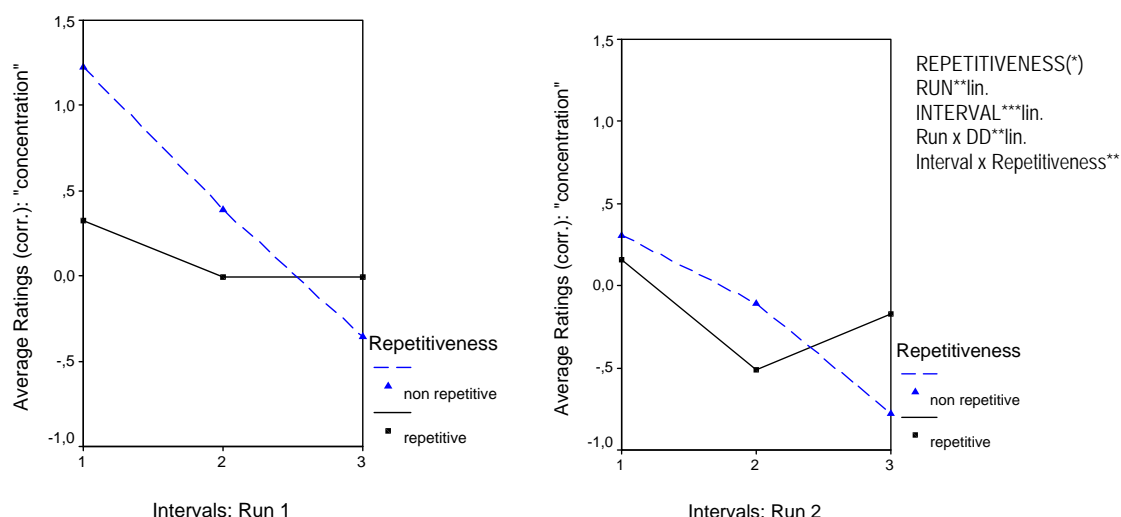 1,5
1,0
,5
0,0
-,5
-1,0
1
2
3
Average Ratings (corr.): "concentration"
Intervals: Run 1
Repetitiveness
non repetitive
repetitive
1,5
1,0
,5
0,0
-,5
-1,0
1
2
3
Average Ratings (corr.): "concentration"
Intervals: Run 2
Repetitiveness
non repetitive
repetitive
REPETITIVENESS(*)
RUN**lin.
INTERVAL***lin.
Run x DD**lin.
Interval x Repetitiveness**